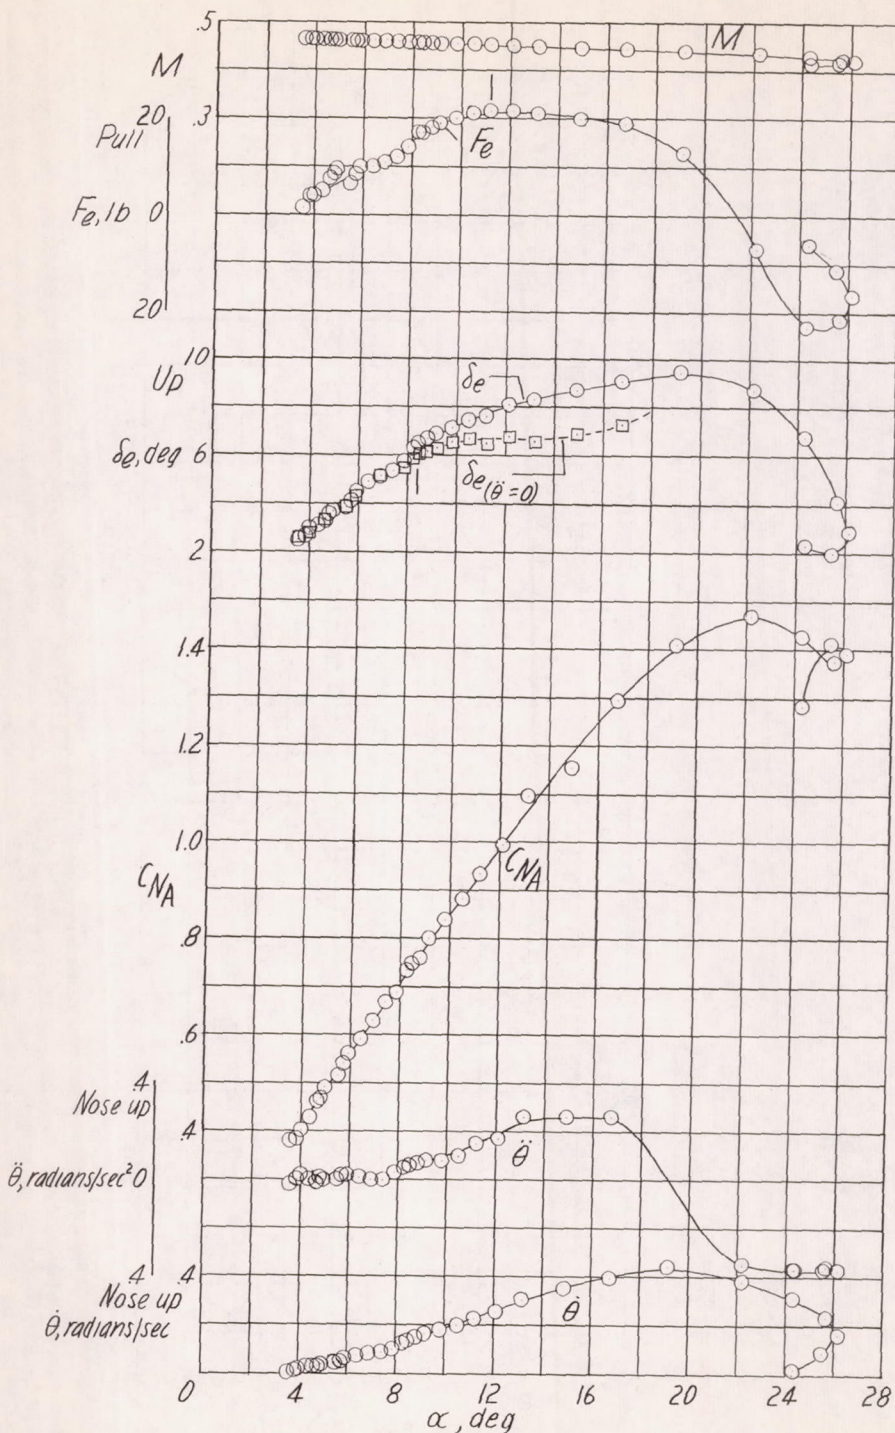 .5
M
M
.3
20
Pull
Fe
Fe, lb 0
20
Up 10
δe
δe, deg 6
δe(θ̈=0)
2
1.4
1.2
1.0
CNA
CNA
.8
.6
.4
Nose up
.4
θ̈, radians/sec² 0
θ̈
.4 .4
Nose up
θ̇, radians/sec
θ̇
0 4 8 12 16 20 24 28
α, deg